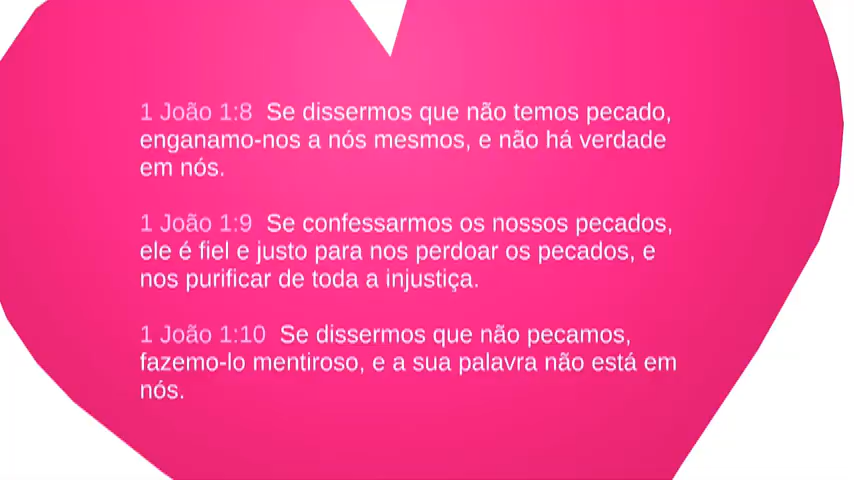 1 João 1:8 Se dissermos que não temos pecado,
enganamo-nos a nós mesmos, e não há verdade
em nós.
1 João 1:9 Se confessarmos os nossos pecados,
ele é fiel e justo para nos perdoar os pecados, e
nos purificar de toda a injustiça.
1 João 1:10 Se dissermos que não pecamos,
fazemo-lo mentiroso, e a sua palavra não está em
nós.